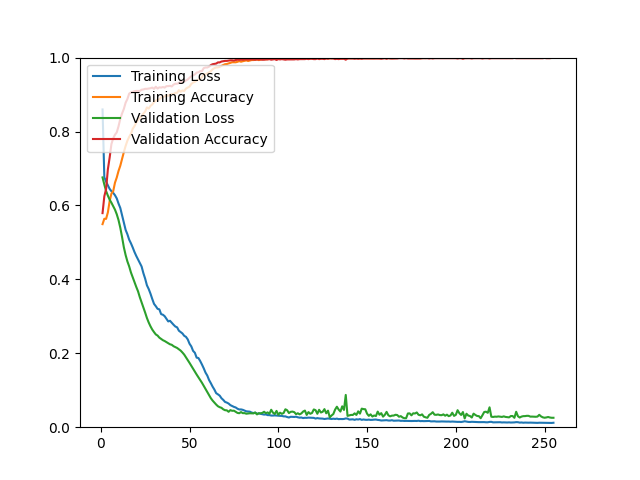 1.0
0.8
0.6
0.4
0.2
0.0
Training Loss
Training Accuracy
Validation Loss
Validation Accuracy
0 50 100 150 200 250